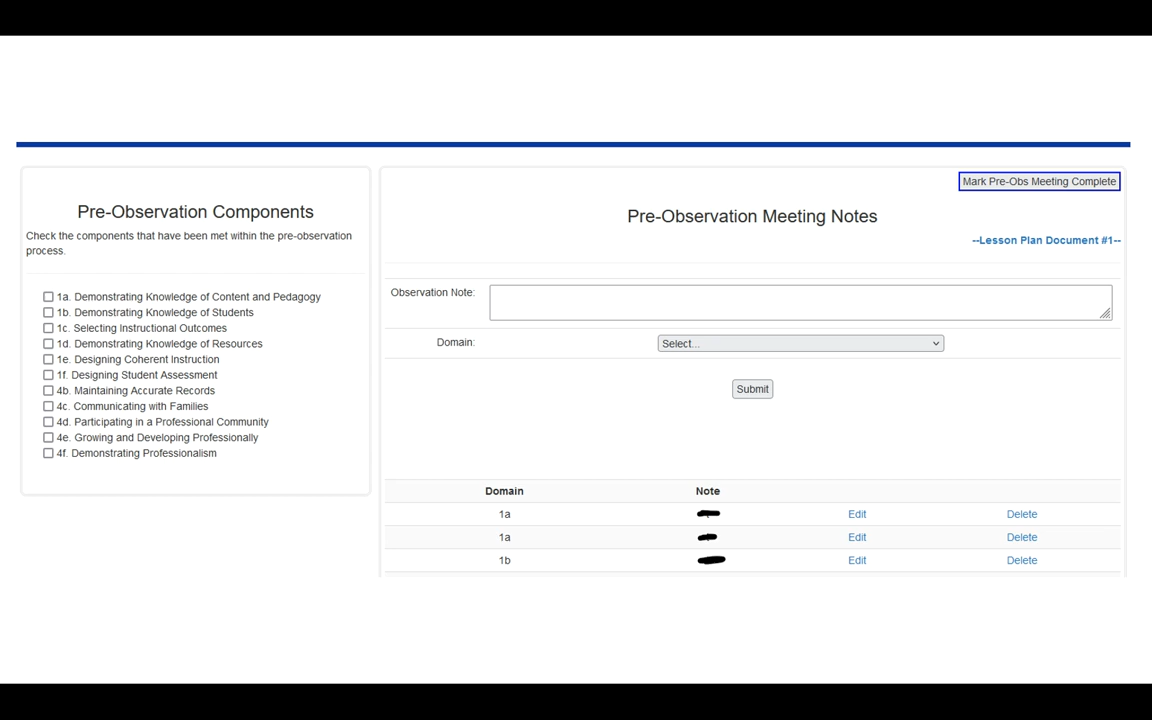 Pre-Observation Components
Check the components that have been met within the pre-observation
process.
1a. Demonstrating Knowledge of Content and Pedagogy
1b. Demonstrating Knowledge of Students
1c. Selecting Instructional Outcomes
1d. Demonstrating Knowledge of Resources
1e. Designing Coherent Instruction
1f. Designing Student Assessment
4b. Maintaining Accurate Records
4c. Communicating with Families
4d. Participating in a Professional Community
4e. Growing and Developing Professionally
4f. Demonstrating Professionalism
Mark Pre-Obs Meeting Complete
Pre-Observation Meeting Notes
--Lesson Plan Document #1--
Observation Note:
Domain: Select...
Submit
Domain Note
1a Edit Delete
1a Edit Delete
1b Edit Delete